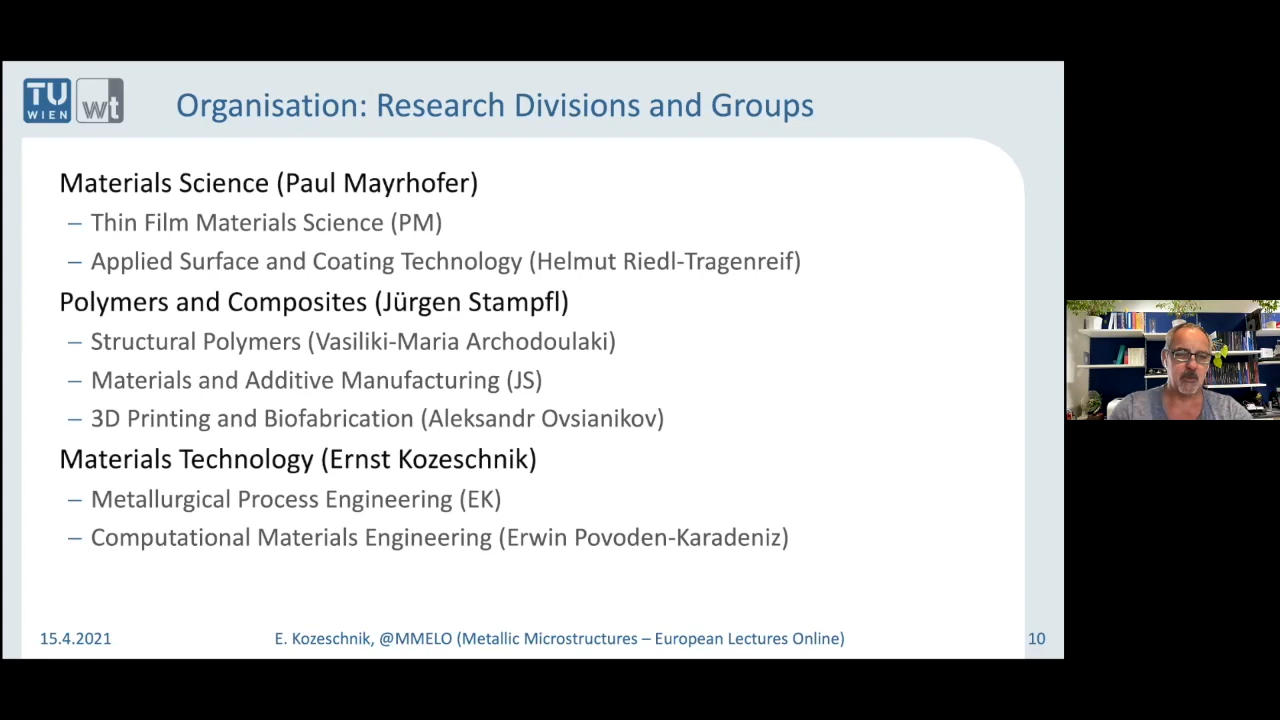 TU
WIEN
wt
Organisation: Research Divisions and Groups
Materials Science (Paul Mayrhofer)
– Thin Film Materials Science (PM)
– Applied Surface and Coating Technology (Helmut Riedl-Tragenreif)
Polymers and Composites (Jürgen Stampfl)
– Structural Polymers (Vasiliki-Maria Archodoulaki)
– Materials and Additive Manufacturing (JS)
– 3D Printing and Biofabrication (Aleksandr Ovsianikov)
Materials Technology (Ernst Kozeschnik)
– Metallurgical Process Engineering (EK)
– Computational Materials Engineering (Erwin Povoden-Karadeniz)
15.4.2021
E. Kozeschnik, @MMELO (Metallic Microstructures – European Lectures Online)
10